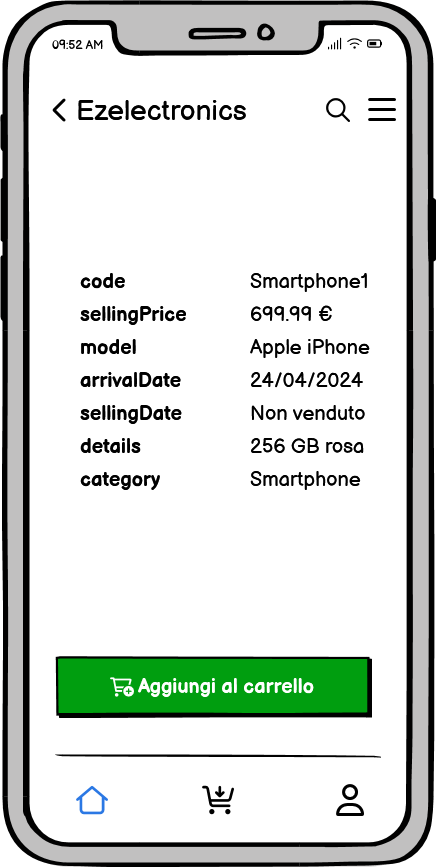 09:52 AM
Ezelectronics
code Smartphone1
sellingPrice 699.99 €
model Apple iPhone
arrivalDate 24/04/2024
sellingDate Non venduto
details 256 GB rosa
category Smartphone
Aggiungi al carrello